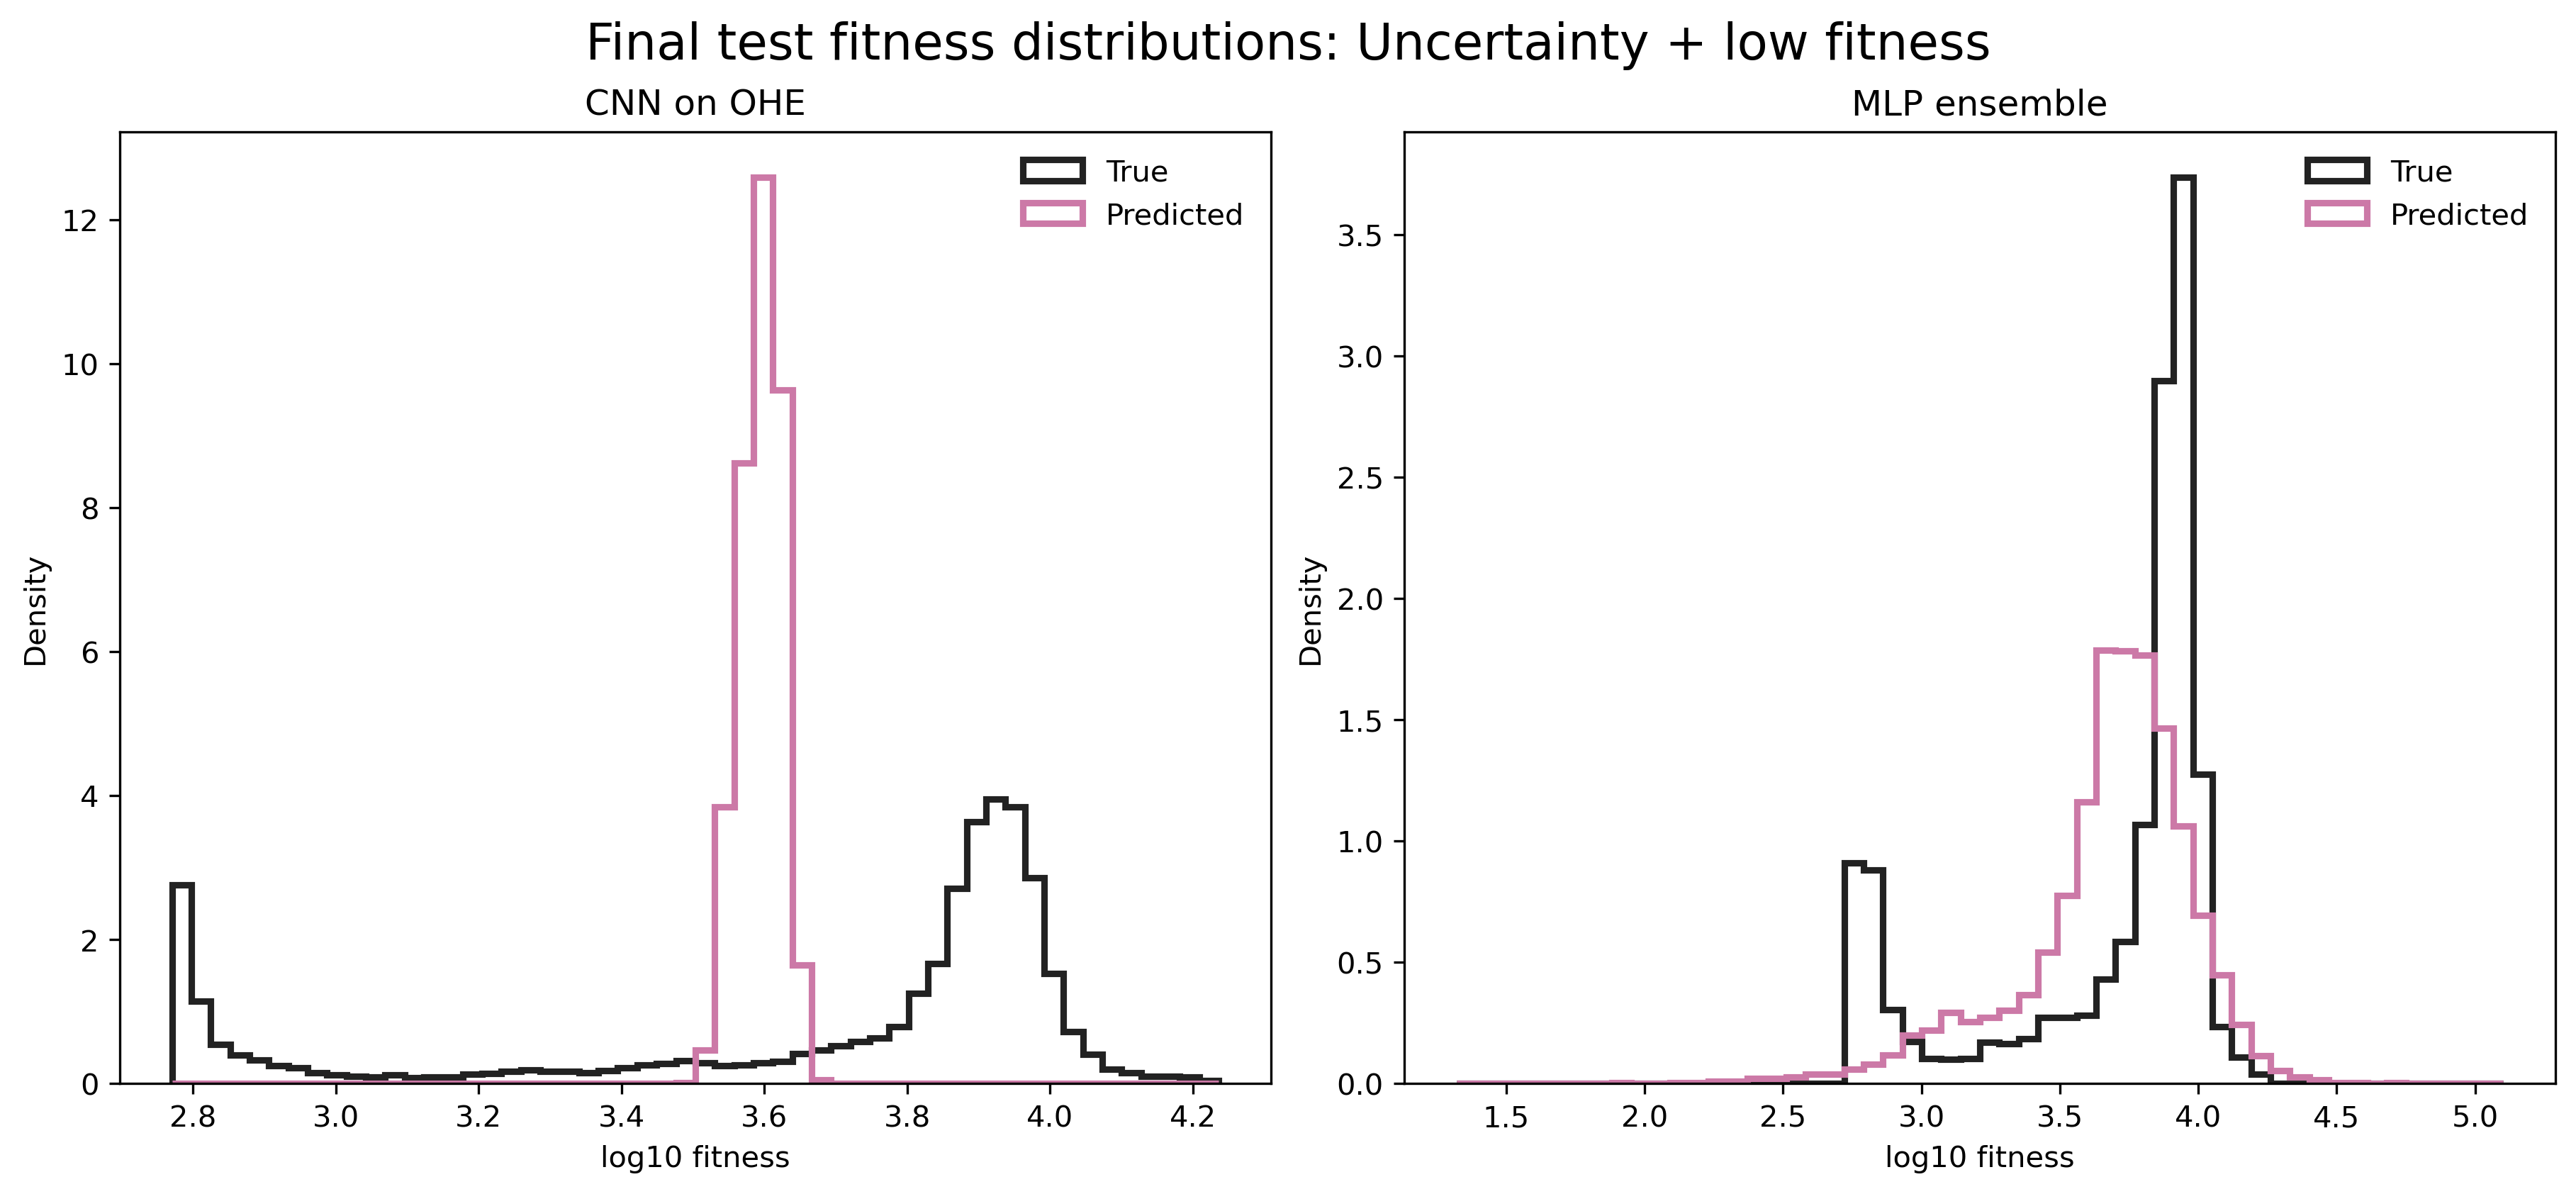 Final test fitness distributions: Uncertainty + low fitness
CNN on OHE
True
Predicted
12
10
8
6
4
2
0
Density
2.8 3.0 3.2 3.4 3.6 3.8 4.0 4.2
log10 fitness
MLP ensemble
True
Predicted
3.5
3.0
2.5
2.0
1.5
1.0
0.5
0.0
Density
1.5 2.0 2.5 3.0 3.5 4.0 4.5 5.0
log10 fitness